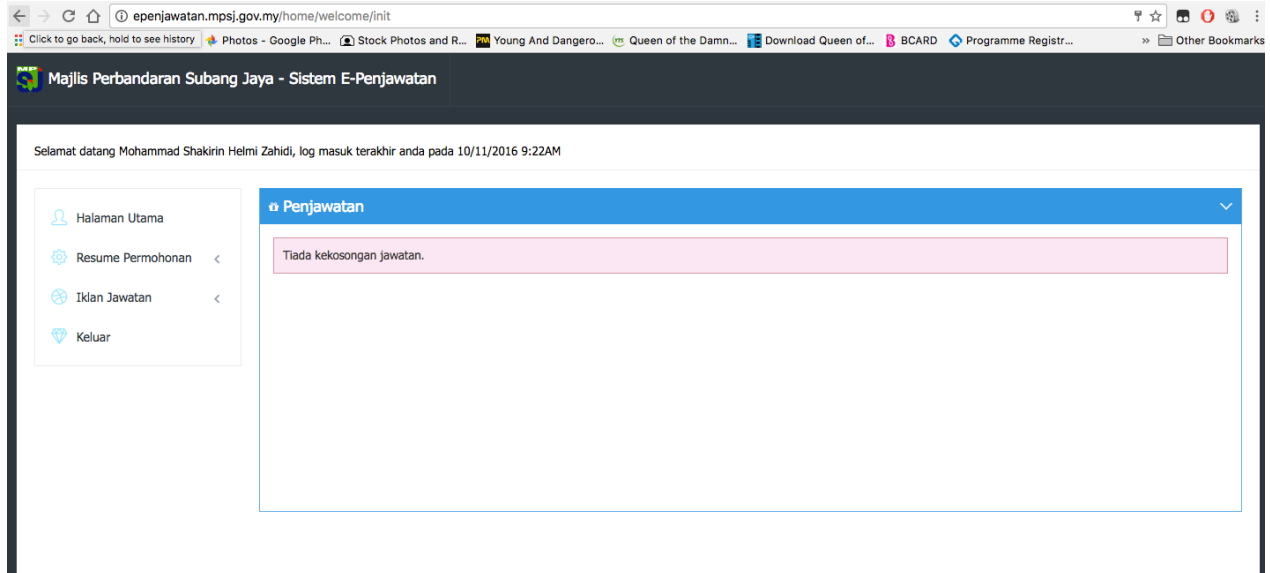 epenjawatan.mpsj.gov.my/home/welcome/init
Click to go back, hold to see history
Photos - Google Ph... Stock Photos and R... Young And Dangero... Queen of the Damn... Download Queen of... BCARD Programme Registr... » Other Bookmarks
Majlis Perbandaran Subang Jaya - Sistem E-Penjawatan
Selamat datang Mohammad Shakirin Helmi Zahidi, log masuk terakhir anda pada 10/11/2016 9:22AM
Halaman Utama
Resume Permohonan
Iklan Jawatan
Keluar
Penjawatan
Tiada kekosongan jawatan.